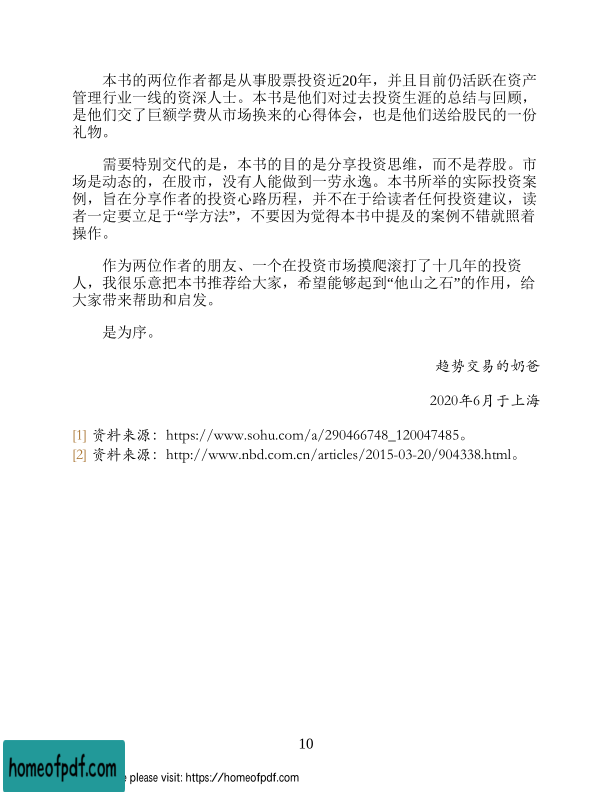 本书的两位作者都是从事股票投资近20年，并且目前仍活跃在资产
管理行业一线的资深人士。本书是他们对过去投资生涯的总结与回顾，
是他们交了巨额学费从市场换来的心得体会，也是他们送给股民的一份
礼物。
需要特别交代的是，本书的目的是分享投资思维，而不是荐股。市
场是动态的，在股市，没有人能做到一劳永逸。本书所举的实际投资案
例，旨在分享作者的投资心路历程，并不在于给读者任何投资建议，读
者一定要立足于“学方法”，不要因为觉得本书中提及的案例不错就照着
操作。
作为两位作者的朋友、一个在投资市场摸爬滚打了十几年的投资
人，我很乐意把本书推荐给大家，希望能够起到“他山之石”的作用，给
大家带来帮助和启发。
是为序。
趋势交易的奶爸
2020年6月于上海
[1] 资料来源：https://www.sohu.com/a/290466748_120047485。
[2] 资料来源：http://www.nbd.com.cn/articles/2015-03-20/904338.html。
10
homeofpdf.com
please visit: https://homeofpdf.com